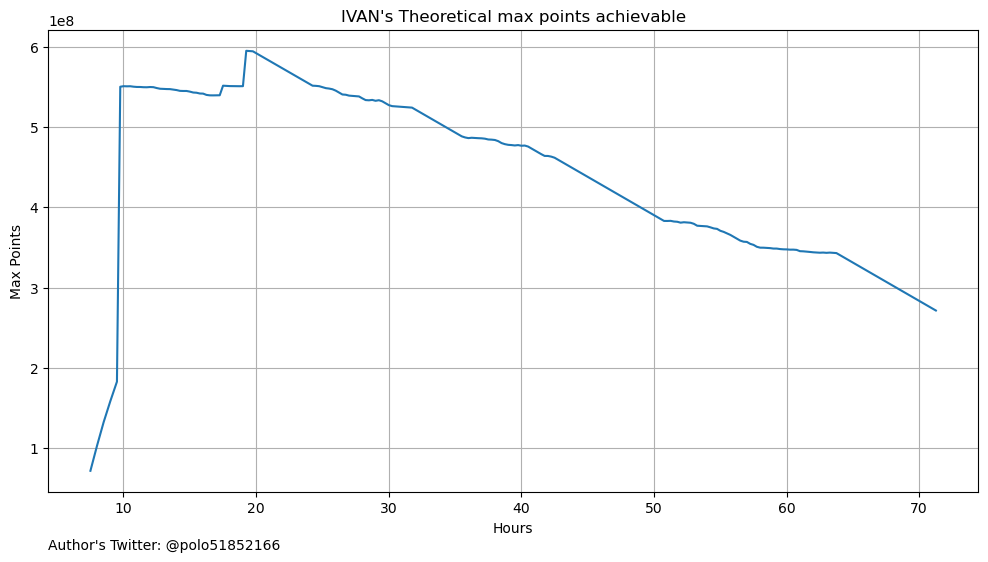 IVAN's Theoretical max points achievable
1e8
6
5
4
3
2
1
Max Points
10 20 30 40 50 60 70
Hours
Author's Twitter: @polo51852166